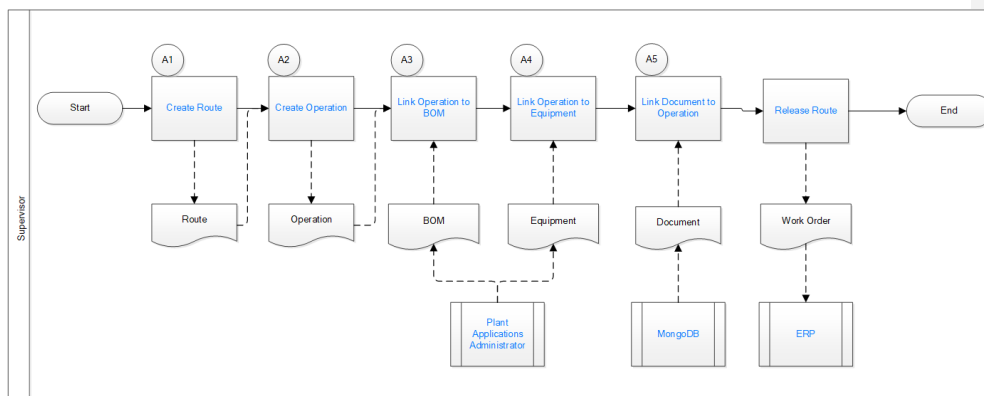 A1
A2
A3
A4
A5
Start
Create Route
Create Operation
Link Operation to
BOM
Link Operation to
Equipment
Link Document to
Operation
Release Route
End
Supervisor
Route
Operation
BOM
Equipment
Document
Work Order
Plant
Applications
Administrator
MongoDB
ERP